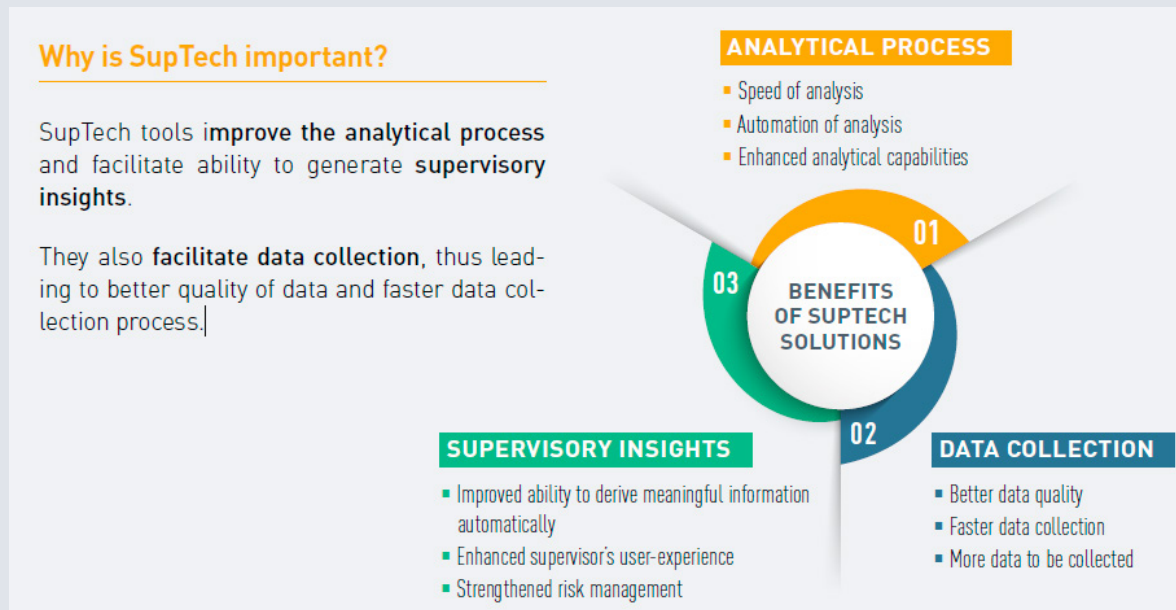 Why is SupTech important?
SupTech tools improve the analytical process
and facilitate ability to generate supervisory
insights.
They also facilitate data collection, thus lead-
ing to better quality of data and faster data col-
lection process.
ANALYTICAL PROCESS
▪ Speed of analysis
▪ Automation of analysis
▪ Enhanced analytical capabilities
01
03
BENEFITS
OF SUPTECH
SOLUTIONS
02
SUPERVISORY INSIGHTS
▪ Improved ability to derive meaningful information
automatically
▪ Enhanced supervisor's user-experience
▪ Strengthened risk management
DATA COLLECTION
▪ Better data quality
▪ Faster data collection
▪ More data to be collected